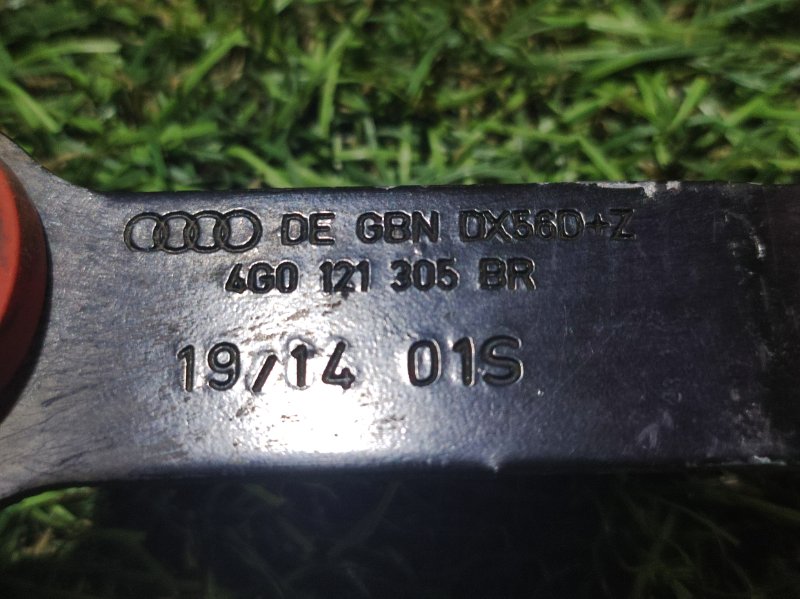 DE GBN DX56D+Z
4G0 121 305 BR
19/14 01S